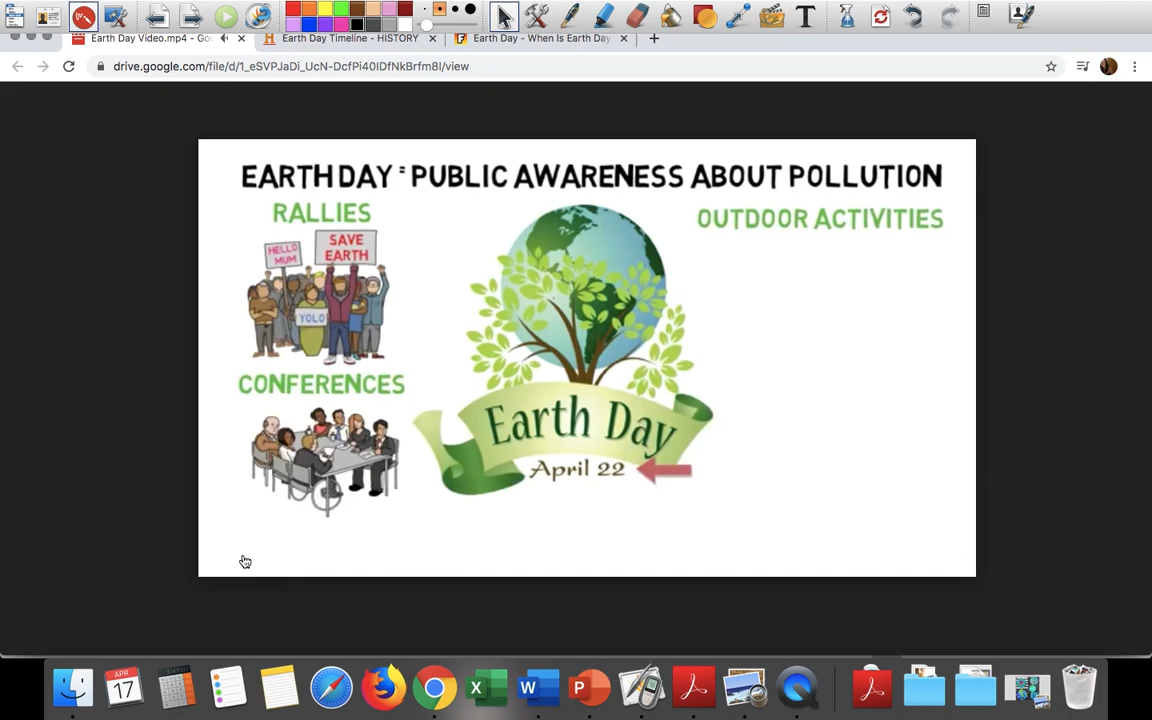 Earth Day Video.mp4 - Goo
Earth Day Timeline - HISTORY
Earth Day - When Is Earth Day
drive.google.com/file/d/1_eSVPJaDi_UcN-DcfPi40IDfNkBrfm8I/view
EARTH DAY = PUBLIC AWARENESS ABOUT POLLUTION
RALLIES
OUTDOOR ACTIVITIES
HELLO MUM
SAVE EARTH
YOLO
CONFERENCES
Earth Day
April 22
APR
17